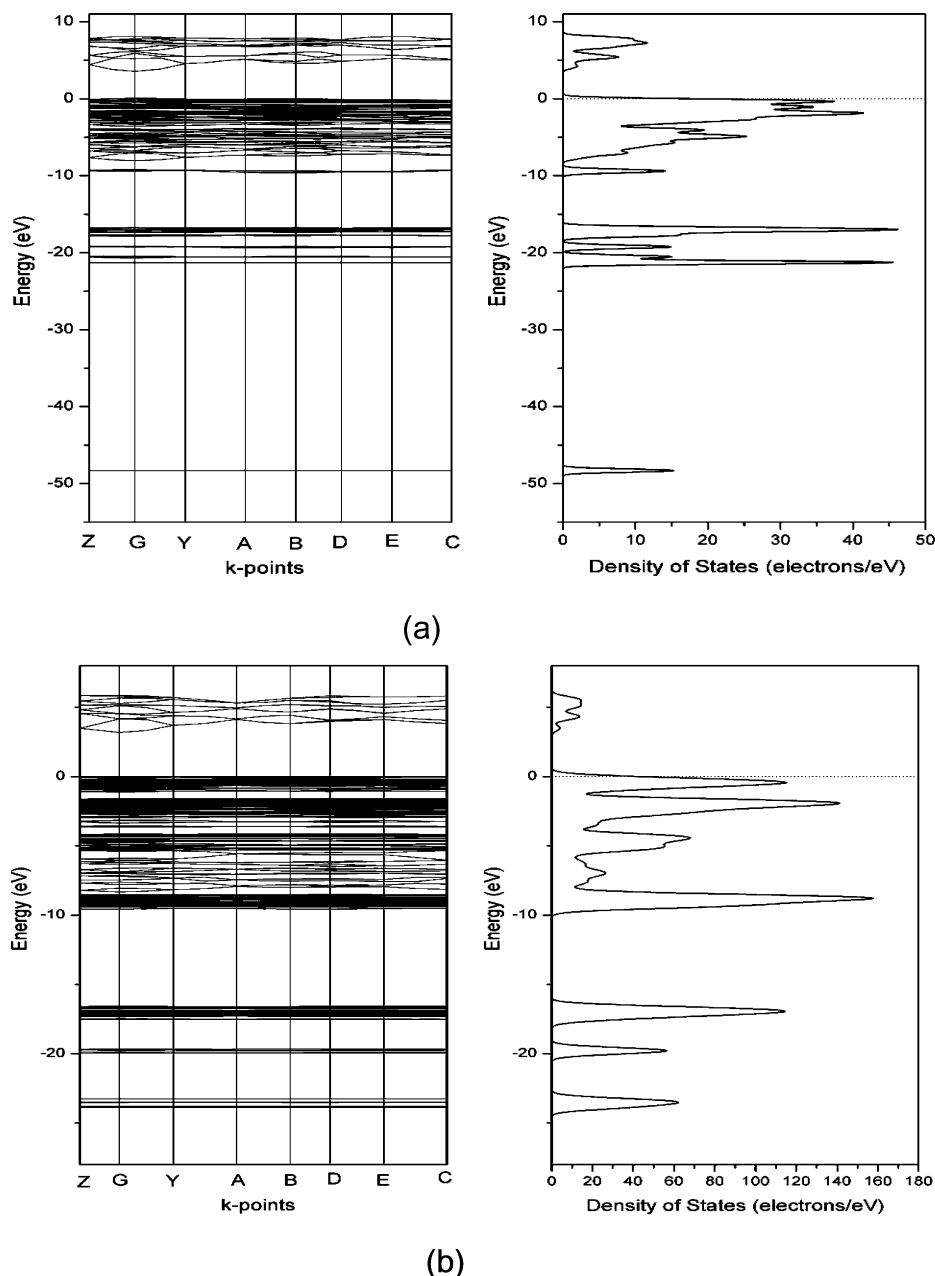 10
0
-10
-20
-30
-40
-50
Energy (eV)
Z G Y A B D E C
k-points
10
0
-10
-20
-30
-40
-50
Energy (eV)
0 10 20 30 40 50
Density of States (electrons/eV)
(a)
0
-10
-20
Energy (eV)
Z G Y A B D E C
k-points
0
-10
-20
Energy (eV)
0 20 40 60 80 100 120 140 160 180
Density of States (electrons/eV)
(b)